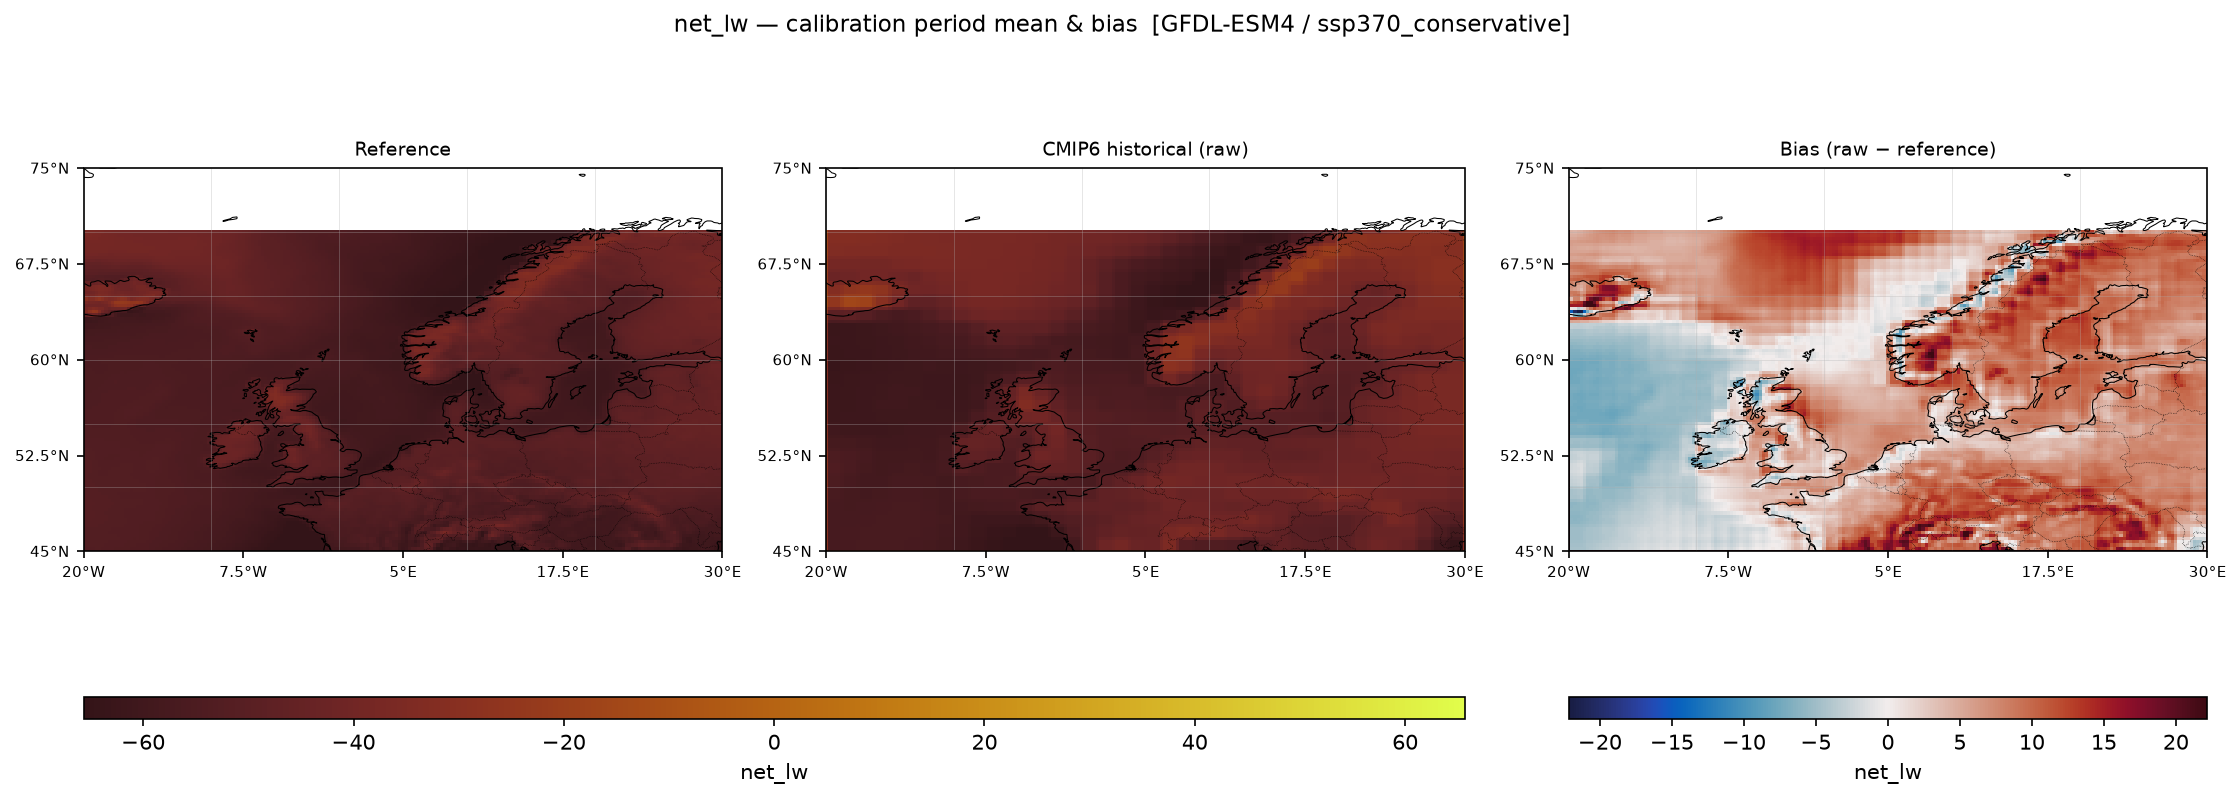 net_lw — calibration period mean & bias  [GFDL-ESM4 / ssp370_conservative]
Reference
75°N
67.5°N
60°N
52.5°N
45°N
20°W 7.5°W 5°E 17.5°E 30°E
CMIP6 historical (raw)
75°N
67.5°N
60°N
52.5°N
45°N
20°W 7.5°W 5°E 17.5°E 30°E
Bias (raw − reference)
75°N
67.5°N
60°N
52.5°N
45°N
20°W 7.5°W 5°E 17.5°E 30°E
−60 −40 −20 0 20 40 60
net_lw
−20 −15 −10 −5 0 5 10 15 20
net_lw